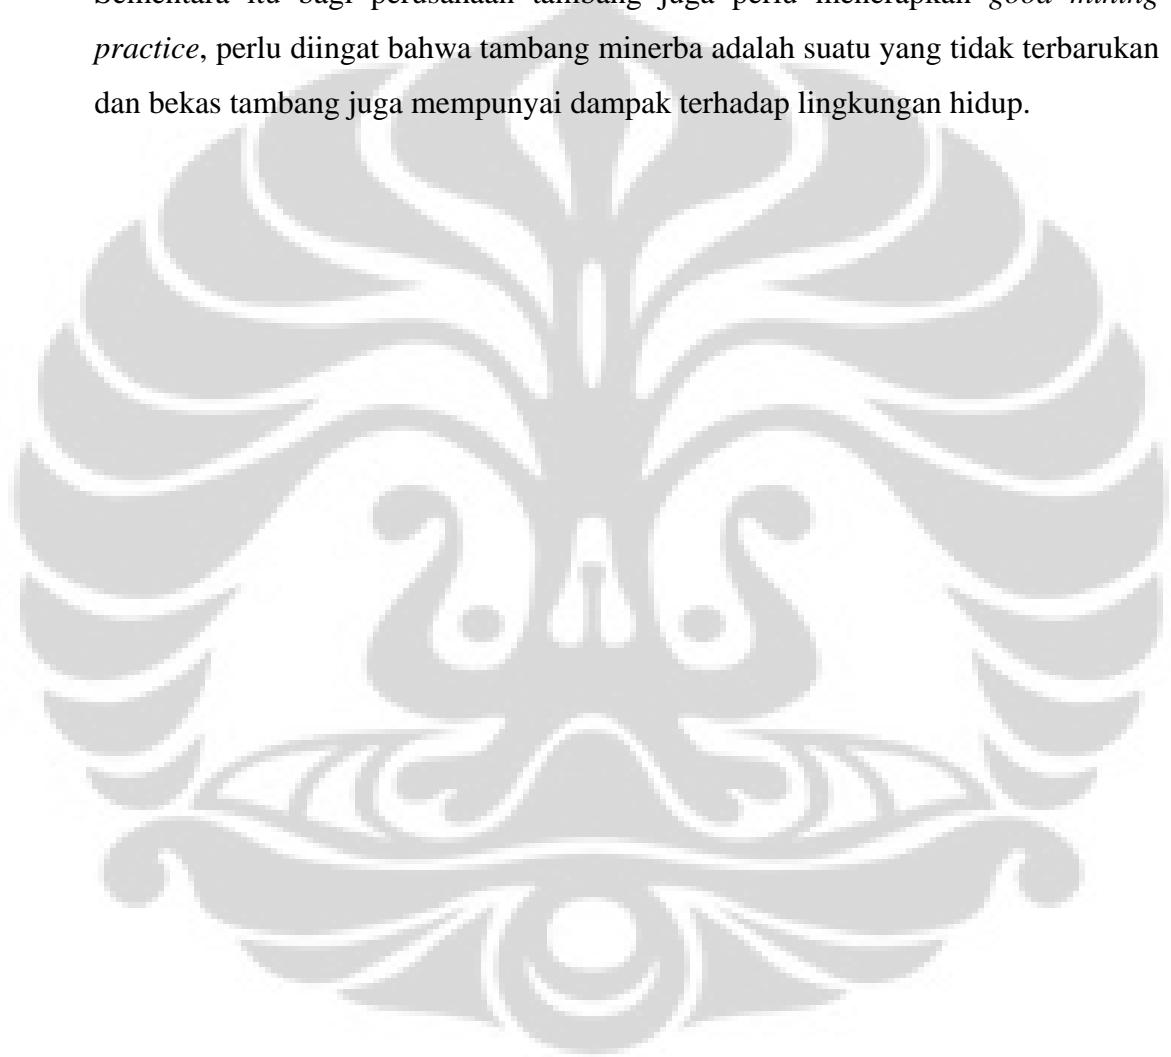 Sementara itu bagi perusahaan tambang juga perlu menerapkan good mining
practice, perlu diingat bahwa tambang minerba adalah suatu yang tidak terbarukan
dan bekas tambang juga mempunyai dampak terhadap lingkungan hidup.